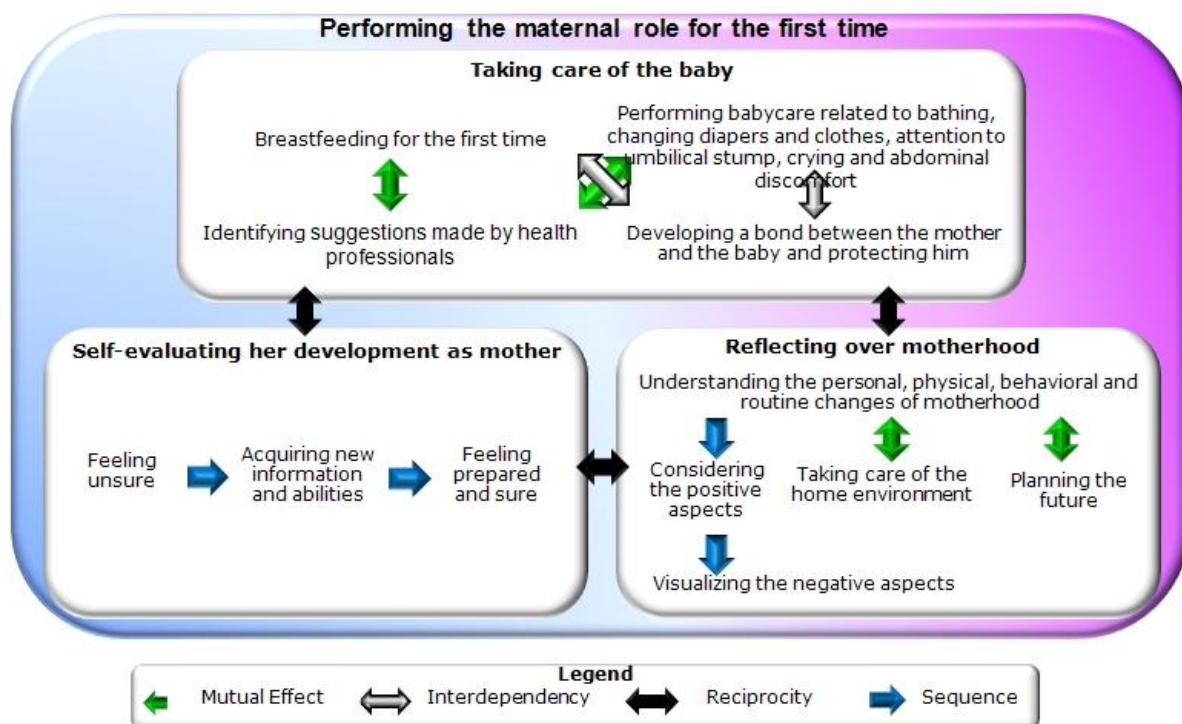 Performing the maternal role for the first time
Taking care of the baby
Breastfeeding for the first time
Identifying suggestions made by health
professionals
Performing babycare related to bathing,
changing diapers and clothes, attention to
umbilical stump, crying and abdominal
discomfort
Developing a bond between the mother
and the baby and protecting him
Self-evaluating her development as mother
Feeling
unsure
Acquiring new
information
and abilities
Feeling
prepared
and sure
Reflecting over motherhood
Understanding the personal, physical, behavioral and
routine changes of motherhood
Considering
the positive
aspects
Taking care of the
home environment
Planning the
future
Visualizing the negative aspects
Legend
Mutual Effect
Interdependency
Reciprocity
Sequence